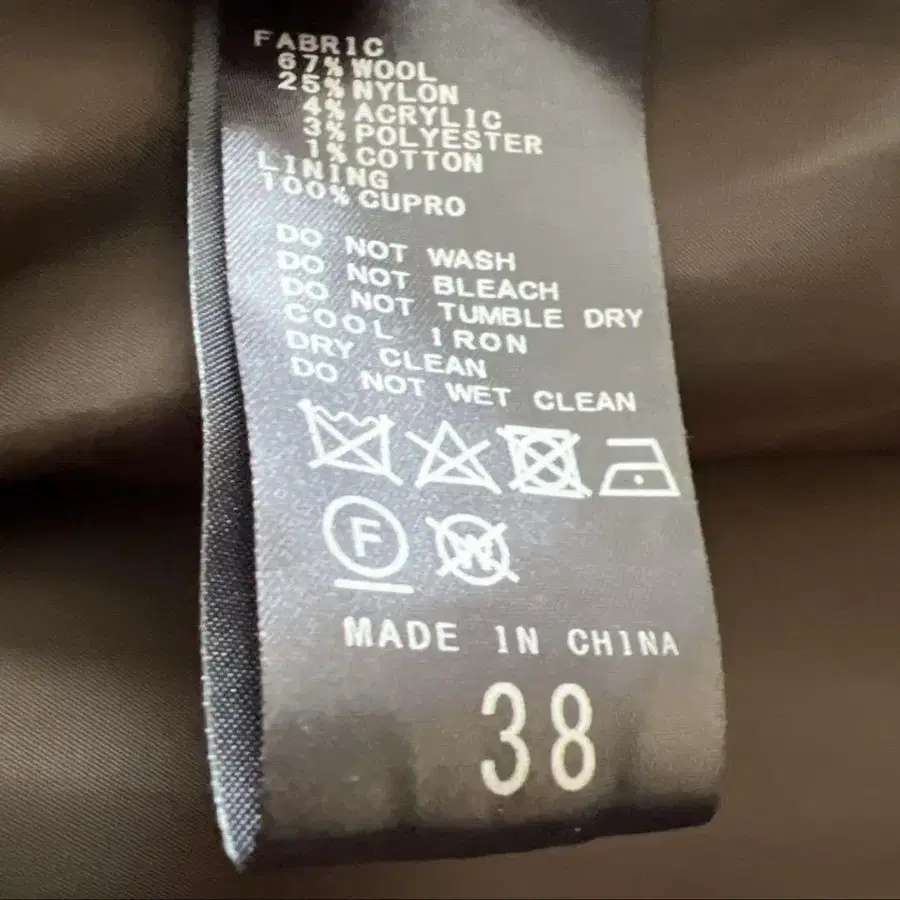 FABRIC
67% WOOL
25% NYLON
4% ACRYLIC
3% POLYESTER
1% COTTON
LINING
100% CUPRO
DO NOT WASH
DO NOT BLEACH
DO NOT TUMBLE DRY
COOL IRON
DRY CLEAN
DO NOT WET CLEAN
F W
MADE IN CHINA
38